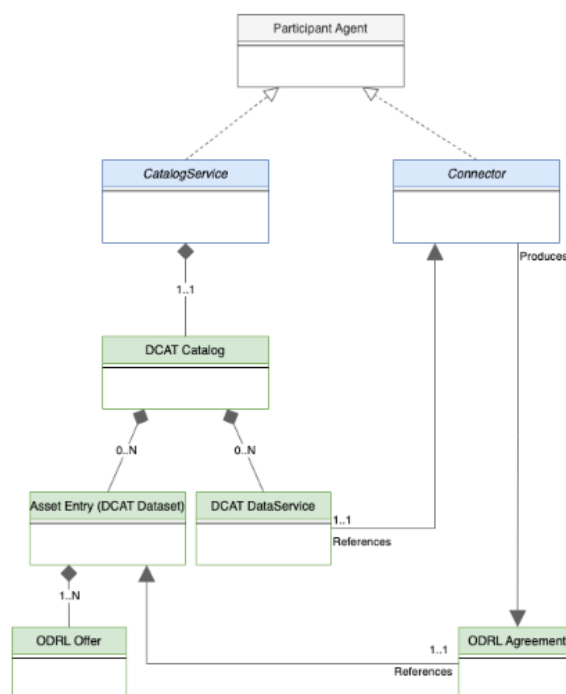 Participant Agent
CatalogService
Connector
Produces
1..1
DCAT Catalog
0..N
0..N
Asset Entry (DCAT Dataset)
DCAT DataService
1..1
References
1..N
ODRL Offer
ODRL Agreement
1..1
References